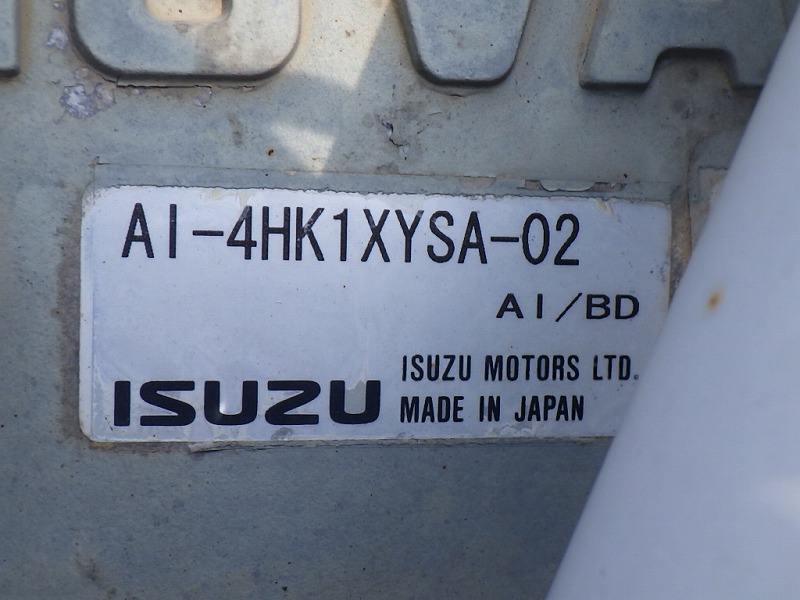 AI-4HK1XYSA-02
AI/BD
ISUZU
ISUZU MOTORS LTD.
MADE IN JAPAN